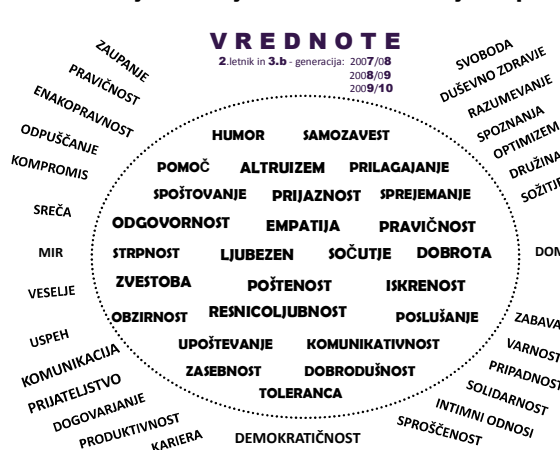 VREDNOTE
2.letnik in 3.b - generacija: 2007/08
2008/09
2009/10
ZAUPANJE
PRAVIČNOST
ENAKOPRAVNOST
ODPUŠČANJE
KOMPROMIS
SREČA
MIR
VESELJE
USPEH
KOMUNIKACIJA
PRIJATELJSTVO
DOGOVARJANJE
PRODUKTIVNOST
KARIERA
HUMOR SAMOZAVEST
POMOČ ALTRUIZEM PRILAGAJANJE
SPOŠTOVANJE PRIJAZNOST SPREJEMANJE
ODGOVORNOST EMPATIJA PRAVIČNOST
STRPNOST LJUBEZEN SOČUTJE DOBROTA
ZVESTOBA POŠTENOST ISKRENOST
OBZIRNOST RESNICOLJUBNOST POSLUŠANJE
UPOŠTEVANJE KOMUNIKATIVNOST
ZASEBNOST DOBRODUŠNOST
TOLERANCA
DEMOKRATIČNOST
SVOBODA
DUŠEVNO ZDRAVJE
RAZUMEVANJE
SPOZNANJA
OPTIMIZEM
DRUŽINA
SOŽITJE
DOM
ZABAVA
VARNOST
PRIPADNOST
SOLIDARNOST
INTIMNI ODNOSI
SPROŠČENOST